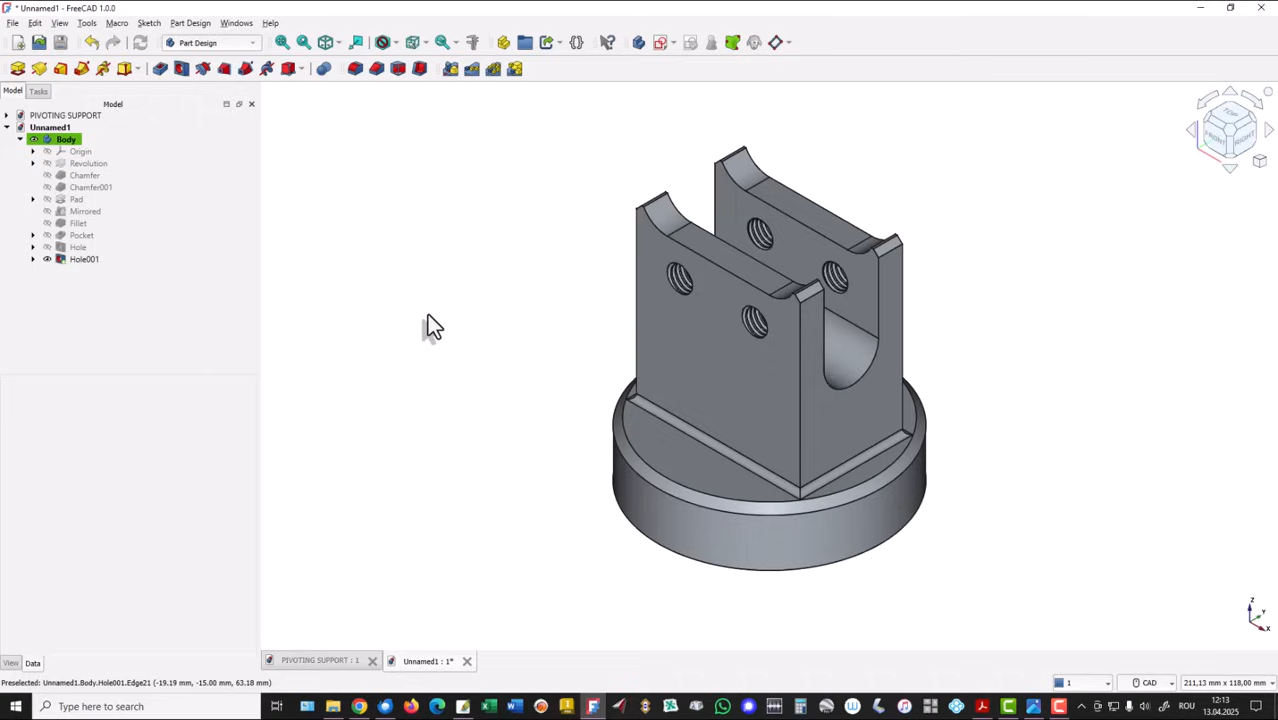 * Unnamed1 - FreeCAD 1.0.0
File Edit View Tools Macro Sketch Part Design Windows Help
Part Design
Model Tasks
Model
PIVOTING SUPPORT
Unnamed1
Body
Origin
Revolution
Chamfer
Chamfer001
Pad
Mirrored
Fillet
Pocket
Hole
Hole001
TOP
FRONT
RIGHT
Z
Y
X
View Data
PIVOTING SUPPORT : 1
Unnamed1 : 1*
Preselected: Unnamed1.Body.Hole001.Edge21 (-19.19 mm, -15.00 mm, 63.18 mm)
1
CAD
211,13 mm x 118,00 mm
Type here to search
ROU
12:13
13.04.2025